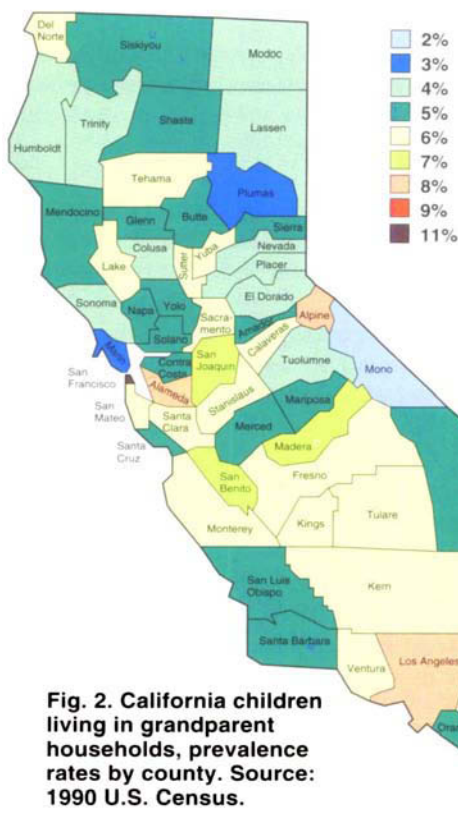 Del
Norte
Siskiyou
Modoc
2%
3%
4%
5%
6%
7%
8%
9%
11%
Humboldt
Trinity
Shasta
Lassen
Tehama
Plumas
Mendocino
Glenn
Butte
Sierra
Lake
Colusa
Sutter
Yuba
Nevada
Placer
El Dorado
Sonoma
Napa
Yolo
Solano
Sacra-
mento
Amador
Alpine
Calaveras
Marin
San
Francisco
Contra
Costa
San
Joaquin
Tuolumne
Mono
Alameda
Stanislaus
Mariposa
San
Mateo
Santa
Clara
Merced
Madera
Santa
Cruz
San
Benito
Fresno
Monterey
Kings
Tulare
San Luis
Obispo
Kern
Santa Barbara
Ventura
Los Angeles
Oran
Fig. 2. California children
living in grandparent
households, prevalence
rates by county. Source:
1990 U.S. Census.